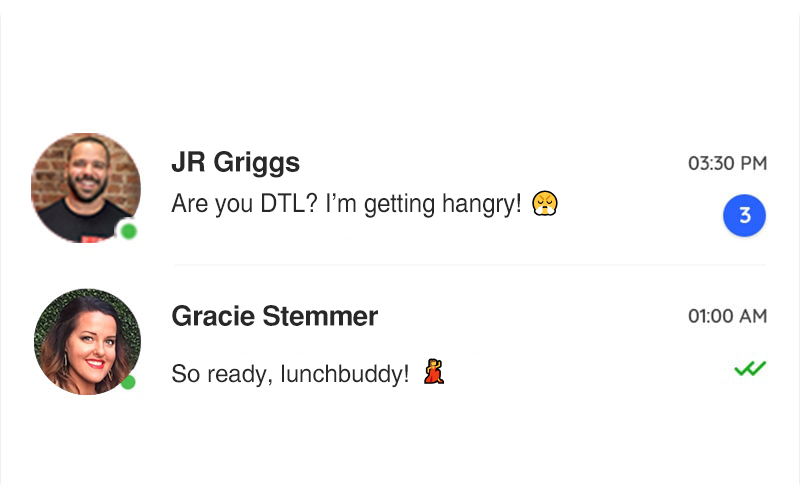 JR Griggs
03:30 PM
Are you DTL? I’m getting hangry! 😤
3
Gracie Stemmer
01:00 AM
So ready, lunchbuddy! 💃